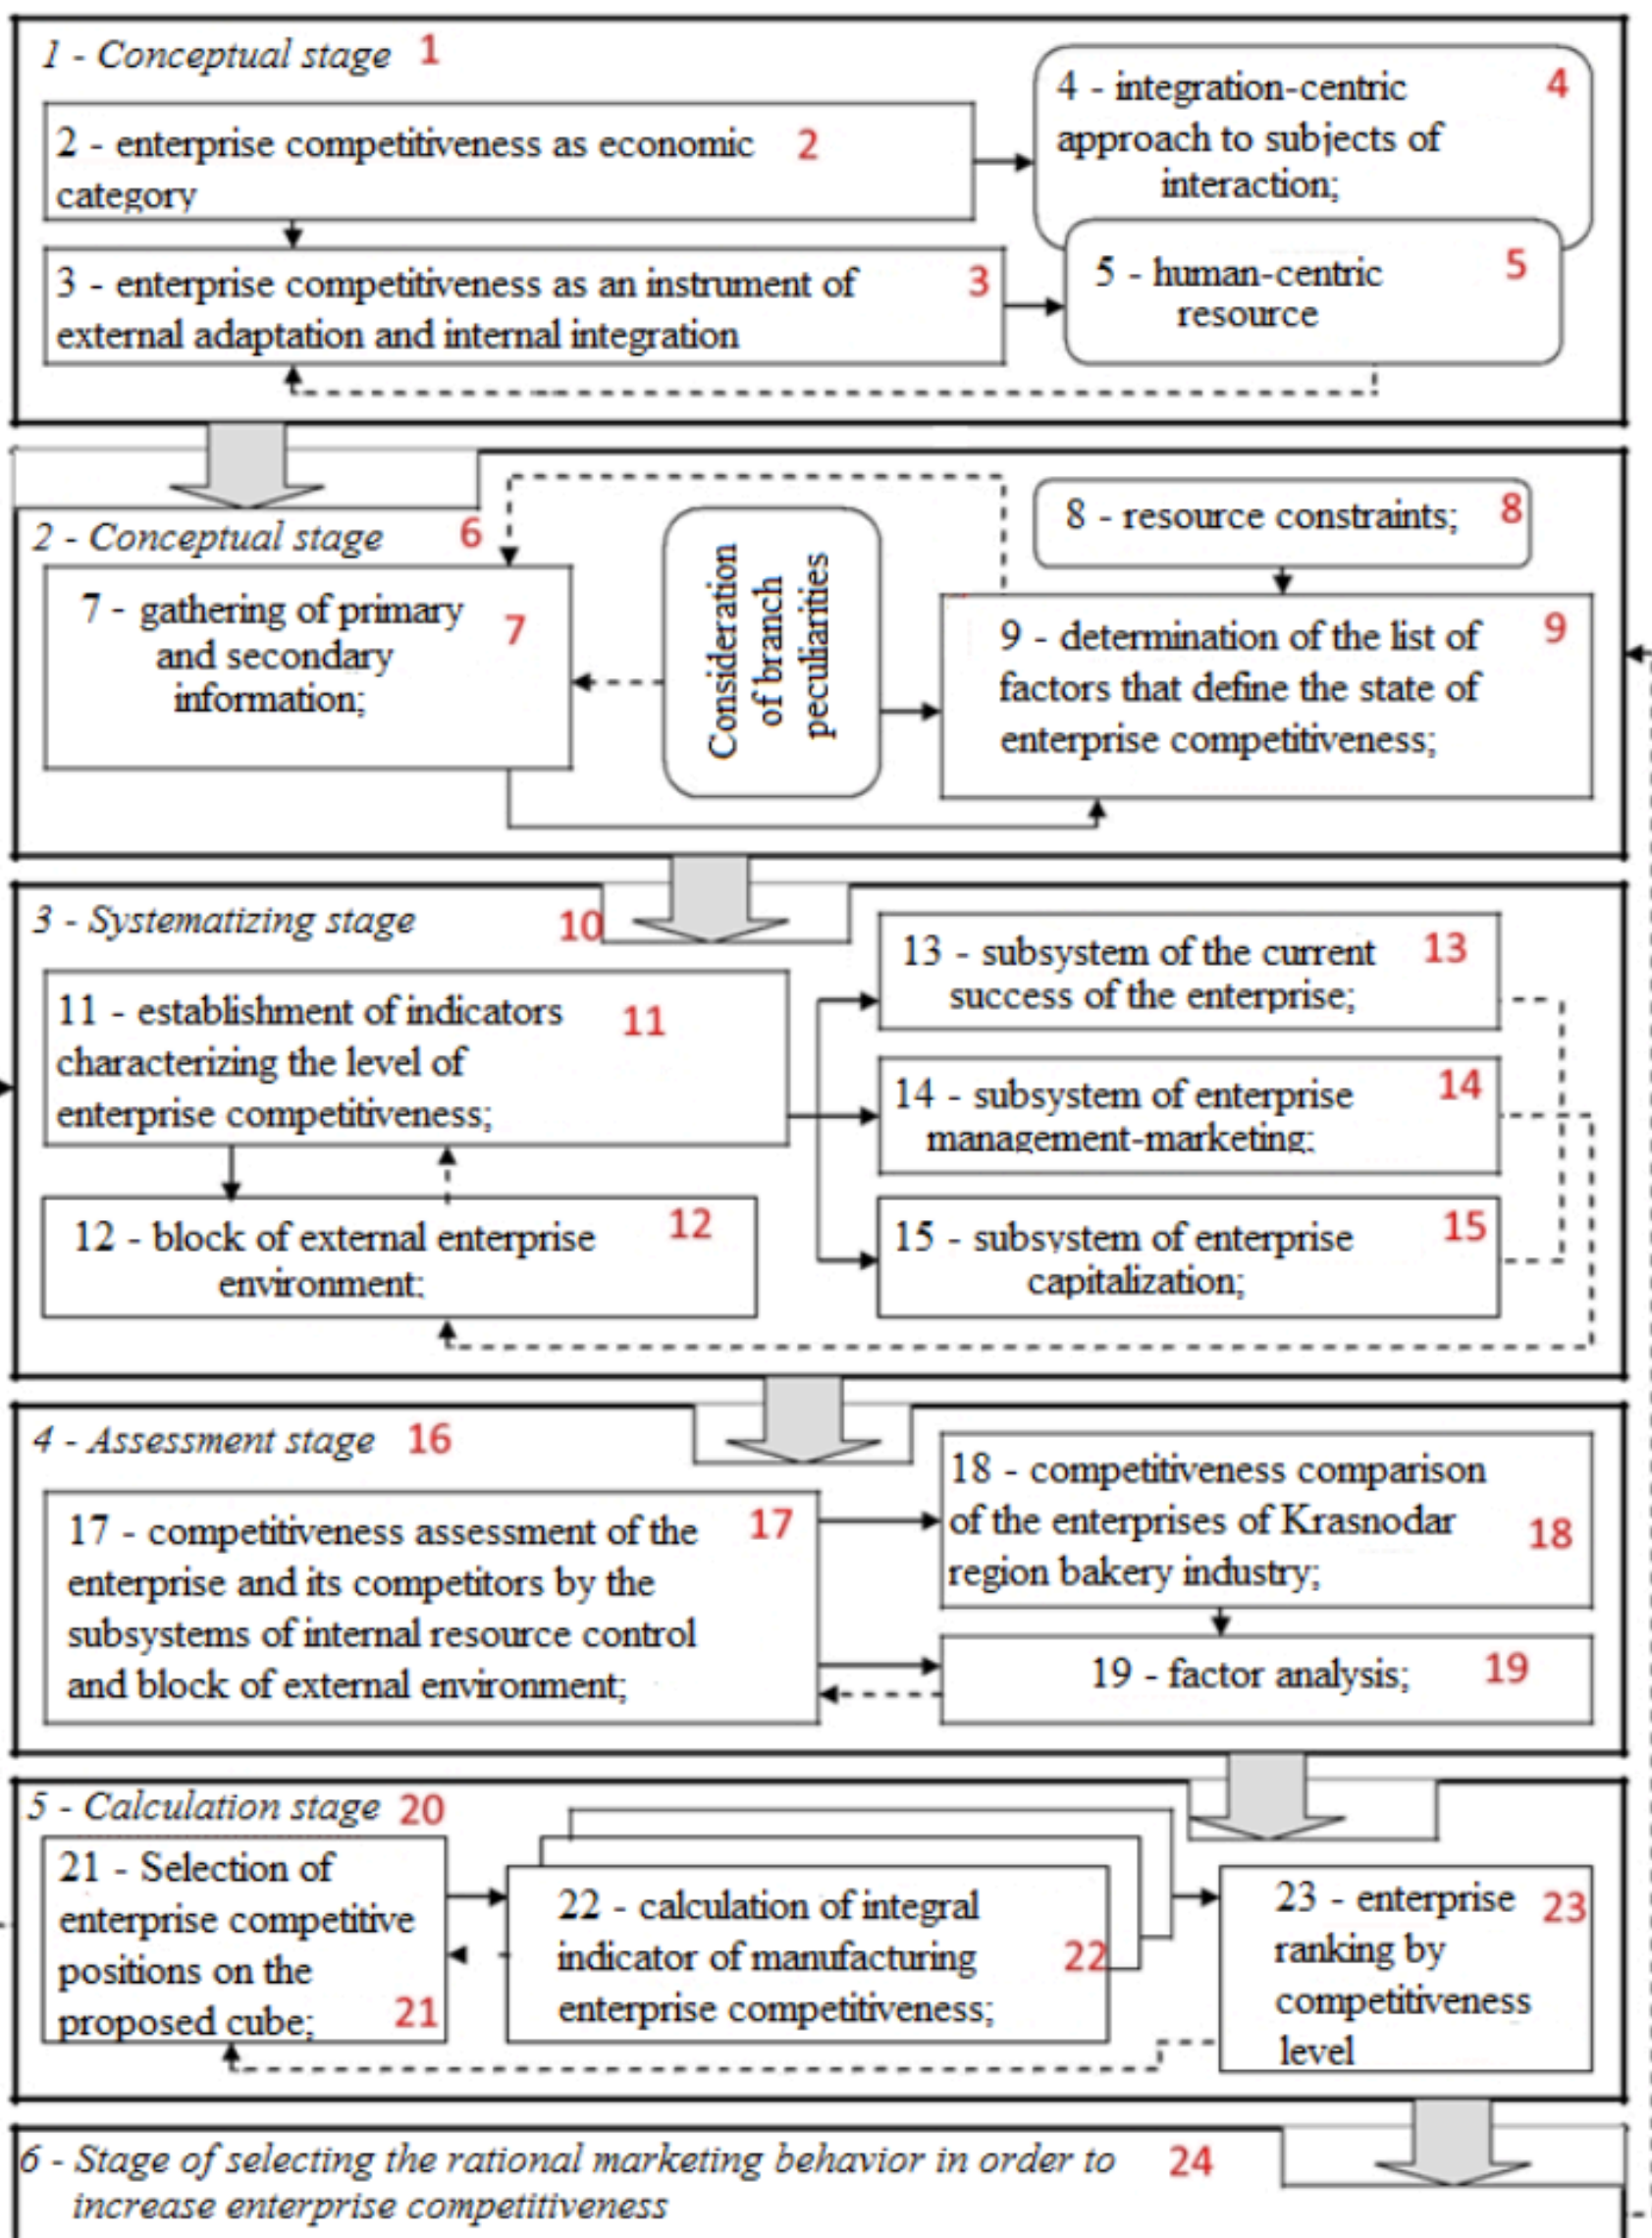 1 - Conceptual stage 1
2 - enterprise competitiveness as economic 2
category
3 - enterprise competitiveness as an instrument of 3
external adaptation and internal integration
4 - integration-centric 4
approach to subjects of
interaction;
5 - human-centric 5
resource
2 - Conceptual stage 6
7 - gathering of primary
and secondary 7
information;
Consideration
of branch
peculiarities
8 - resource constraints; 8
9 - determination of the list of 9
factors that define the state of
enterprise competitiveness;
3 - Systematizing stage 10
11 - establishment of indicators 11
characterizing the level of
enterprise competitiveness;
12 - block of external enterprise 12
environment;
13 - subsystem of the current 13
success of the enterprise;
14 - subsystem of enterprise 14
management-marketing;
15 - subsystem of enterprise 15
capitalization;
4 - Assessment stage 16
17 - competitiveness assessment of the 17
enterprise and its competitors by the
subsystems of internal resource control
and block of external environment;
18 - competitiveness comparison
of the enterprises of Krasnodar 18
region bakery industry;
19 - factor analysis; 19
5 - Calculation stage 20
21 - Selection of
enterprise competitive
positions on the
proposed cube; 21
22 - calculation of integral
indicator of manufacturing 22
enterprise competitiveness;
23 - enterprise 23
ranking by
competitiveness
level
6 - Stage of selecting the rational marketing behavior in order to 24
increase enterprise competitiveness